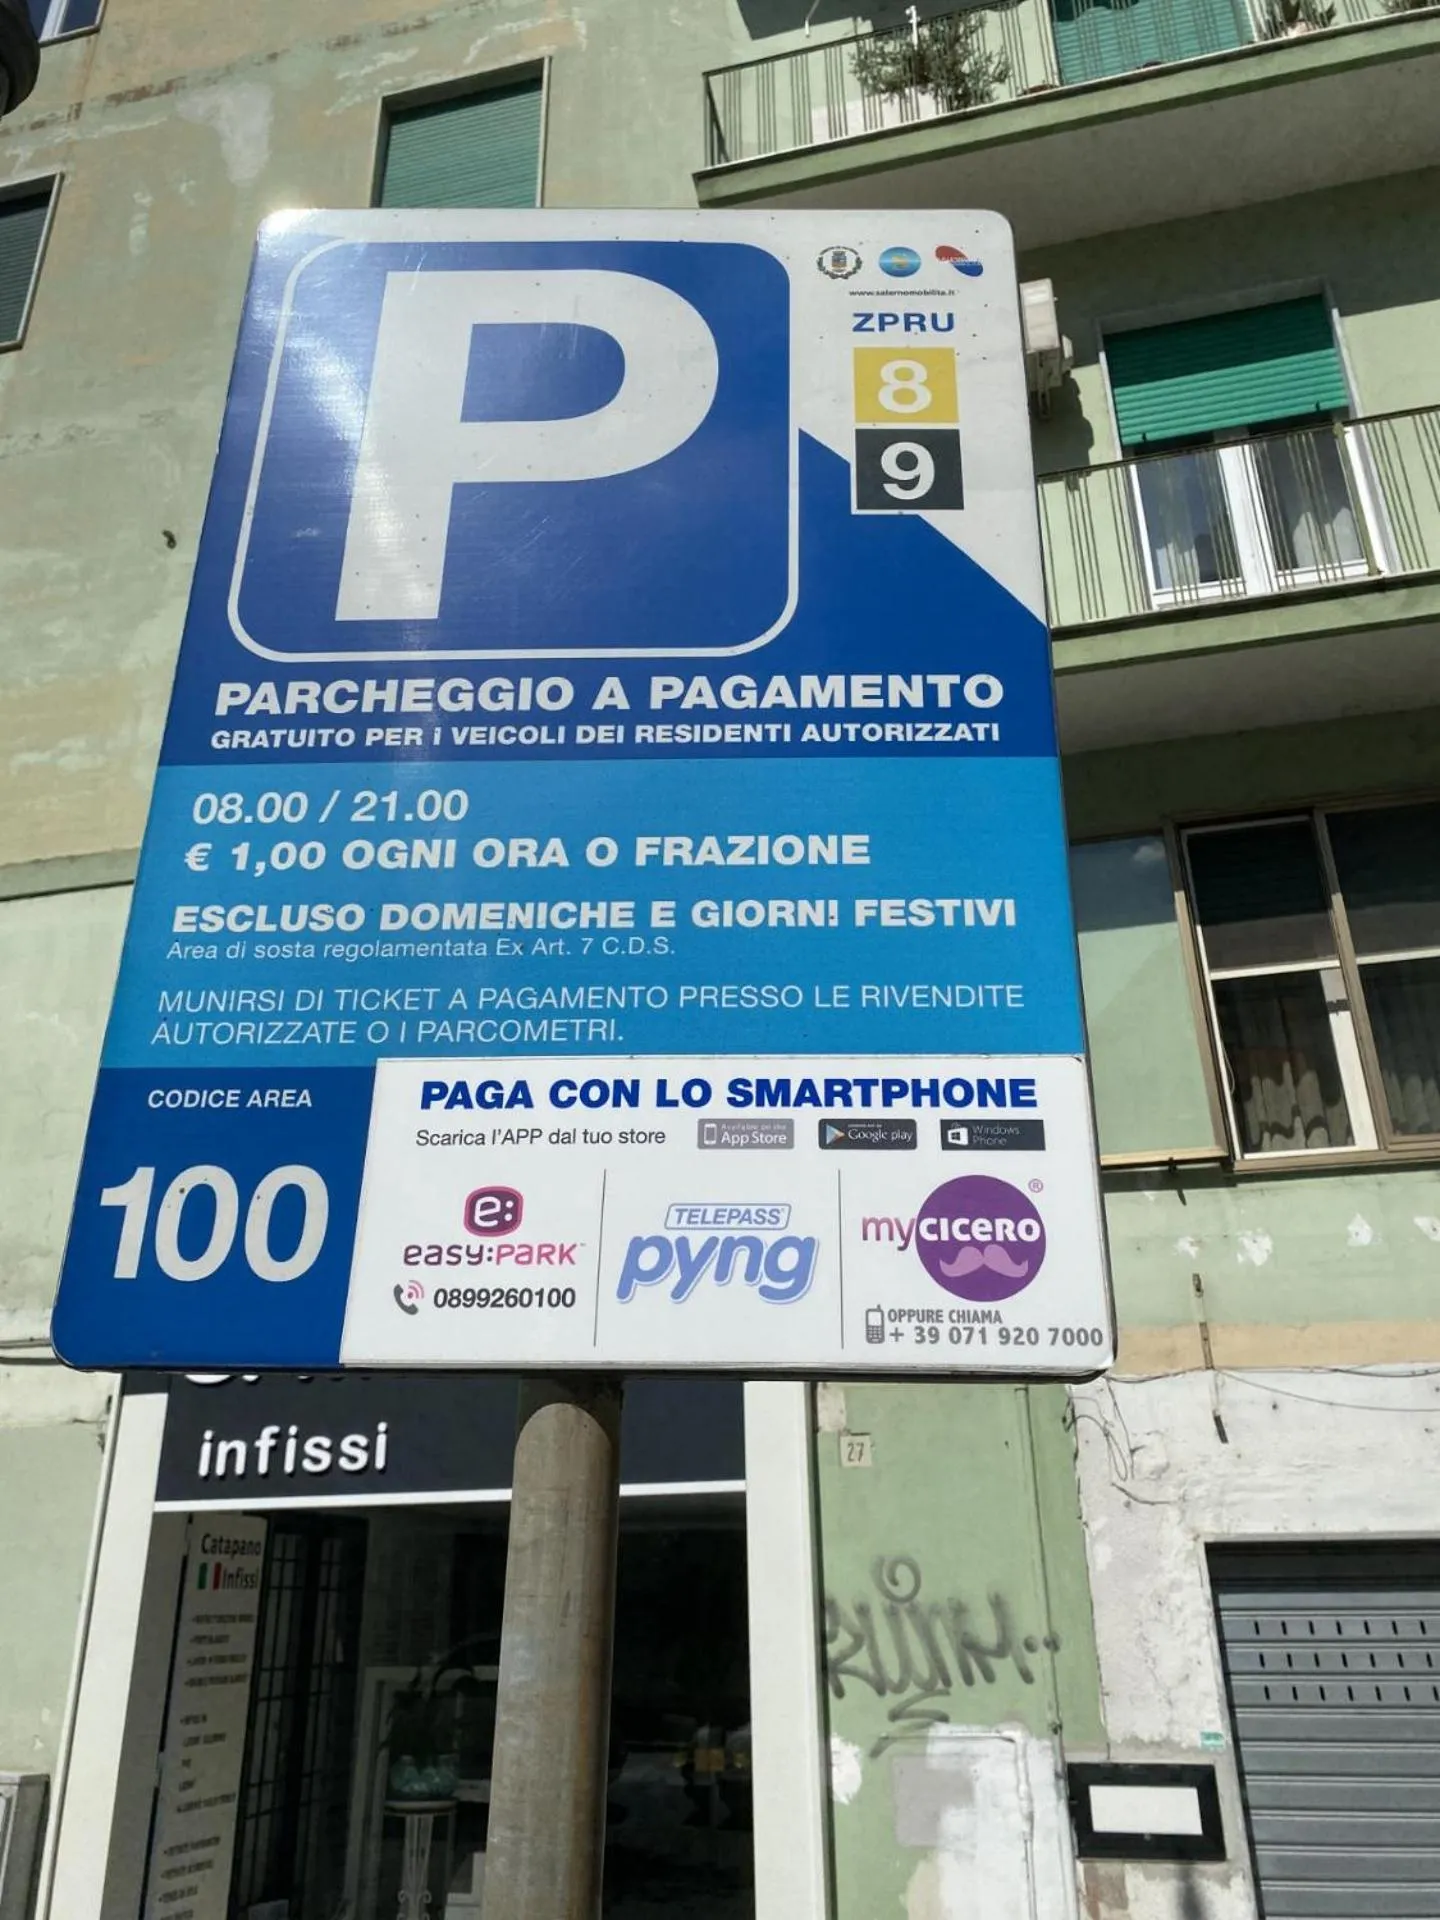 www.salernomobilita.it
ZPRU
8
9
P
PARCHEGGIO A PAGAMENTO
GRATUITO PER i VEICOLI DEI RESIDENTI AUTORIZZATI
08.00 / 21.00
€ 1,00 OGNI ORA O FRAZIONE
ESCLUSO DOMENICHE E GIORNI FESTIVI
Area di sosta regolamentata Ex Art. 7 C.D.S.
MUNIRSI DI TICKET A PAGAMENTO PRESSO LE RIVENDITE
AUTORIZZATE O I PARCOMETRI.
CODICE AREA
100
PAGA CON LO SMARTPHONE
Scarica l'APP dal tuo store
Available on the
App Store
Google play
Windows
Phone
e:
easy:PARK
0899260100
TELEPASS
pyng
myCICERO®
OPPURE CHIAMA
+ 39 071 920 7000
infissi
27
Catapano
Infissi